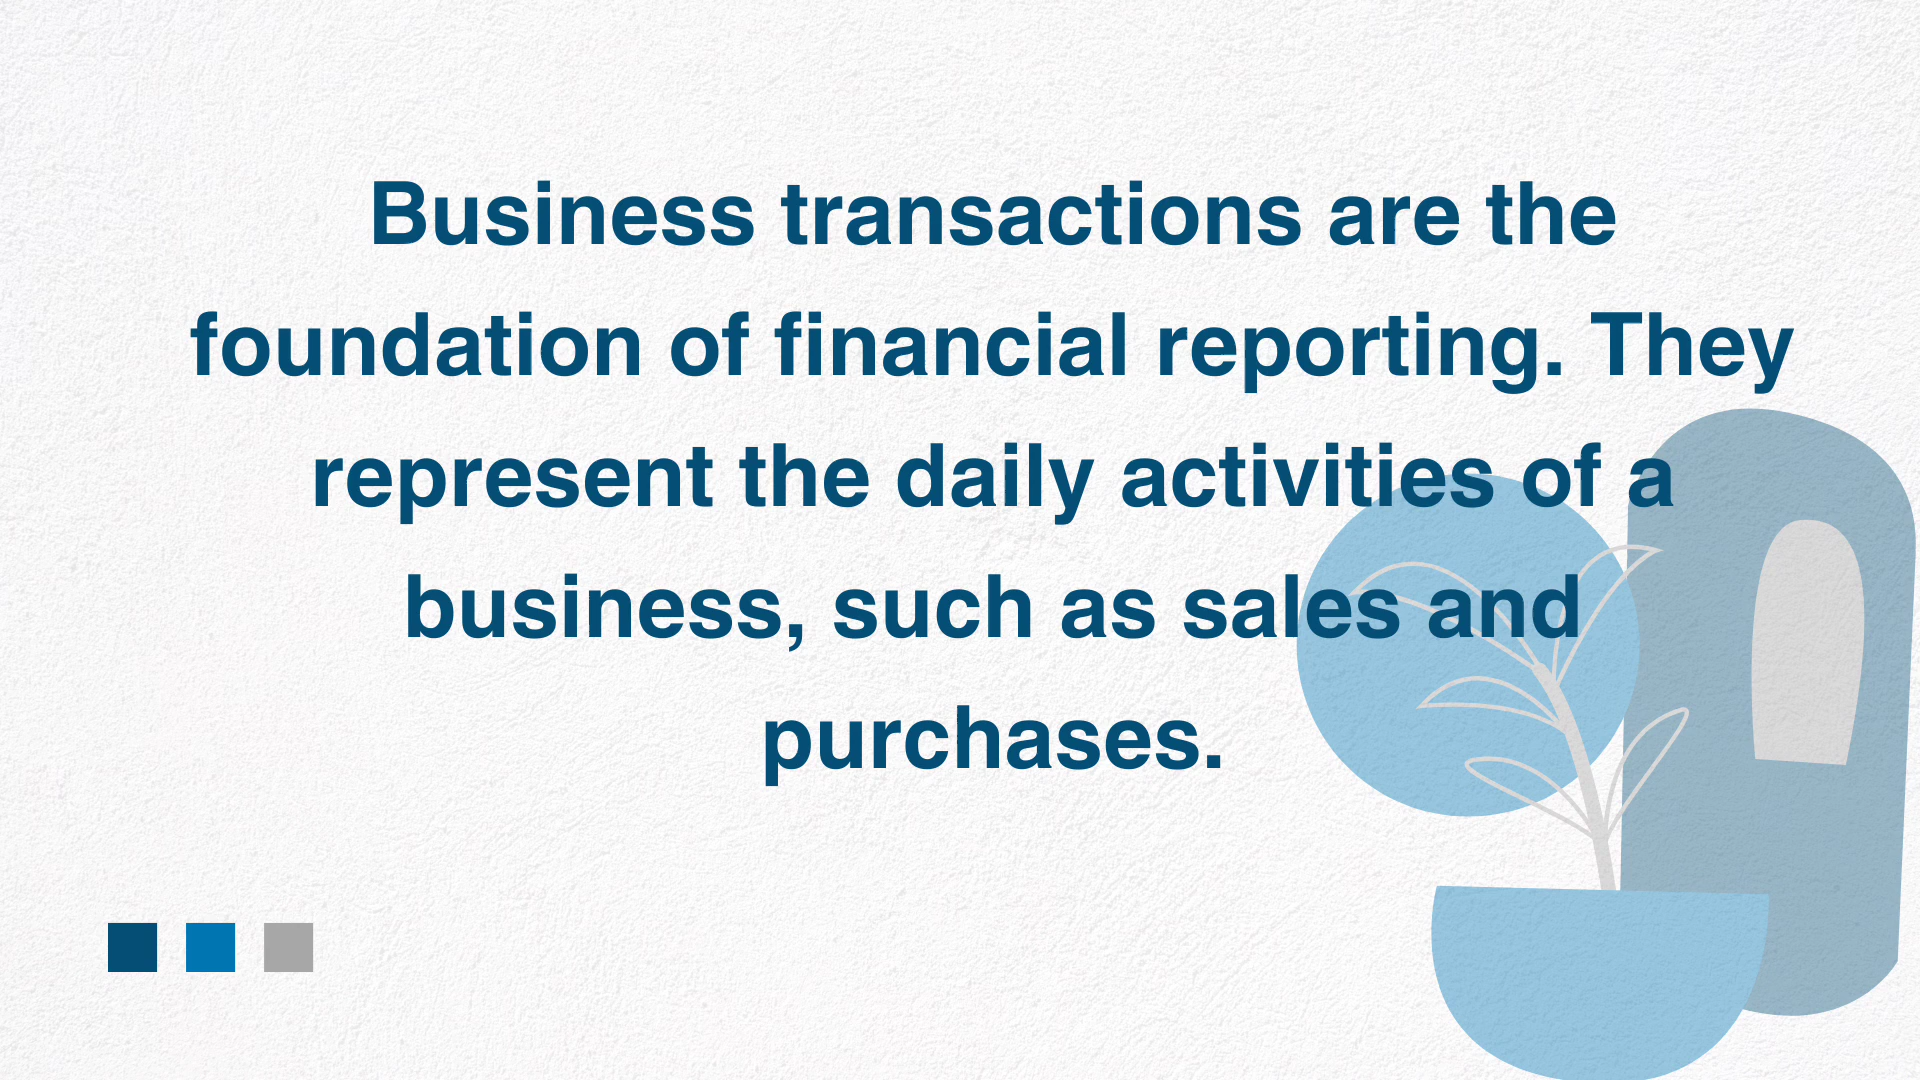 Business transactions are the
foundation of financial reporting. They
represent the daily activities of a
business, such as sales and
purchases.